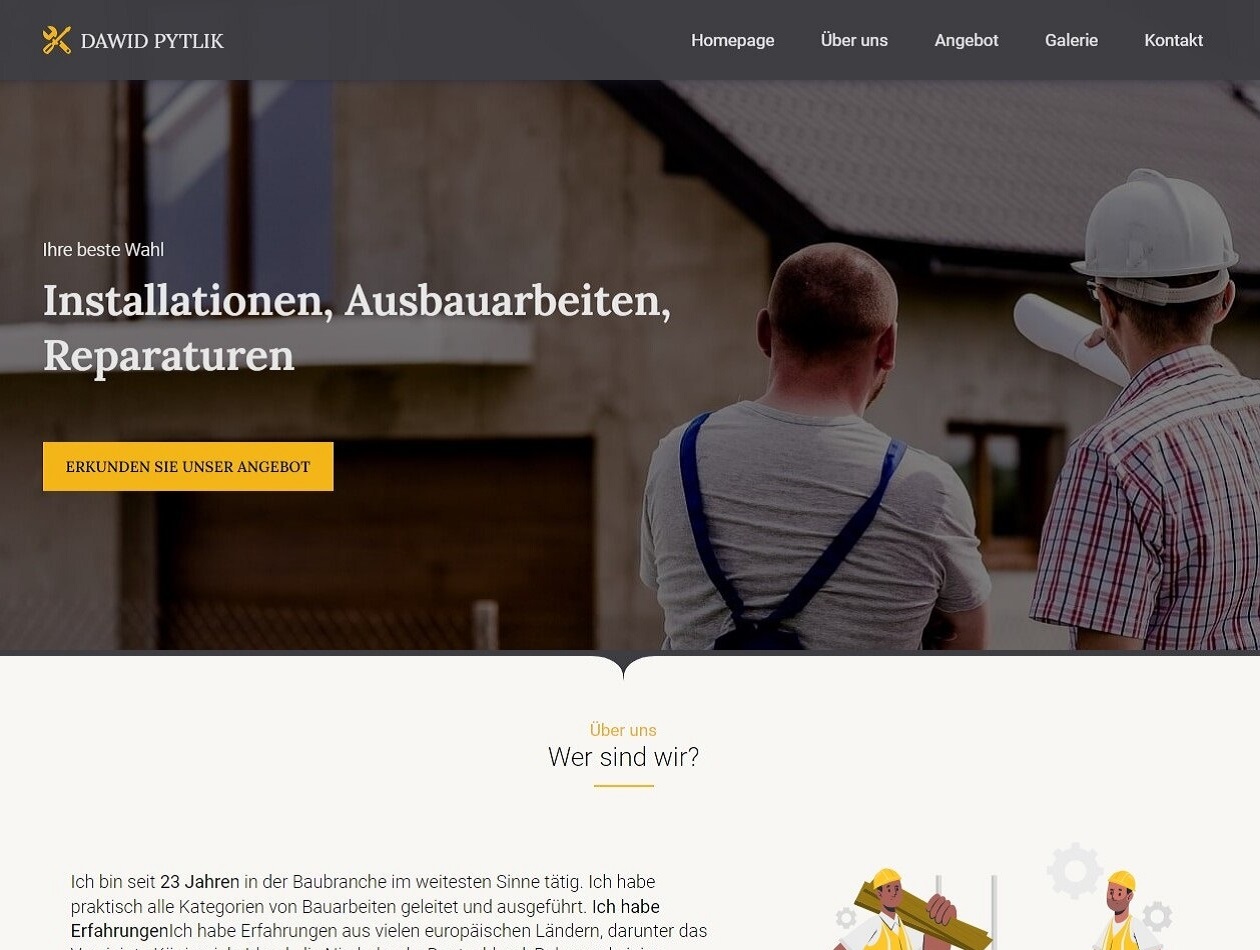 DAWID PYTLIK
Homepage Über uns Angebot Galerie Kontakt
Ihre beste Wahl
Installationen, Ausbauarbeiten,
Reparaturen
ERKUNDEN SIE UNSER ANGEBOT
Über uns
Wer sind wir?
Ich bin seit 23 Jahren in der Baubranche im weitesten Sinne tätig. Ich habe
praktisch alle Kategorien von Bauarbeiten geleitet und ausgeführt. Ich habe
ErfahrungenIch habe Erfahrungen aus vielen europäischen Ländern, darunter das